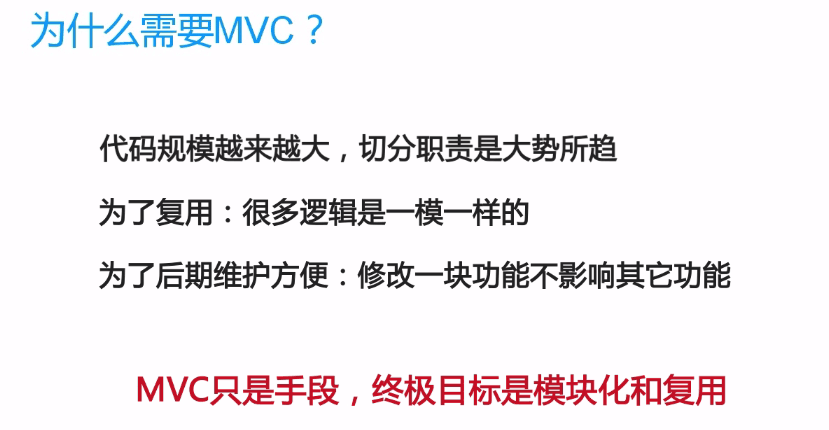 为什么需要MVC？
代码规模越来越大，切分职责是大势所趋
为了复用：很多逻辑是一模一样的
为了后期维护方便：修改一块功能不影响其它功能
MVC只是手段，终极目标是模块化和复用